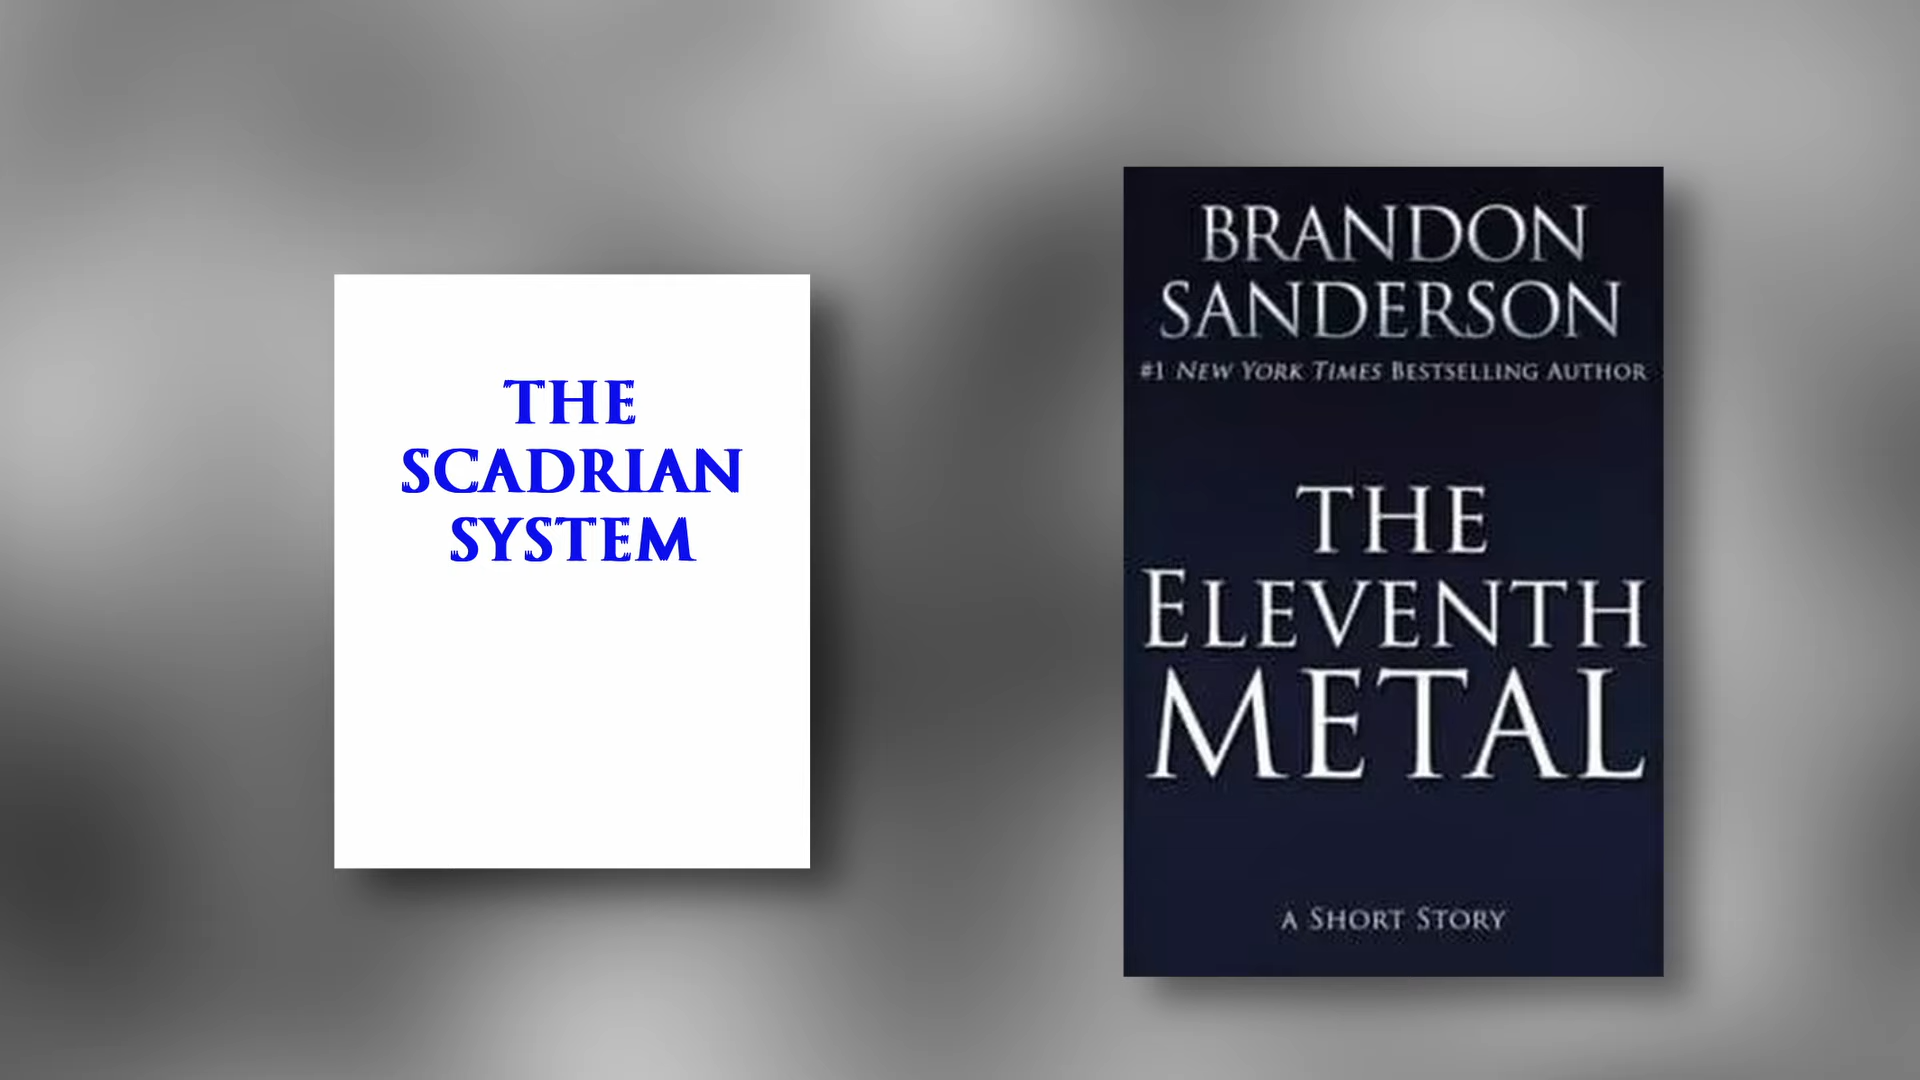 THE
SCADRIAN
SYSTEM
BRANDON
SANDERSON
#1 NEW YORK TIMES BESTSELLING AUTHOR
THE
ELEVENTH
METAL
A SHORT STORY